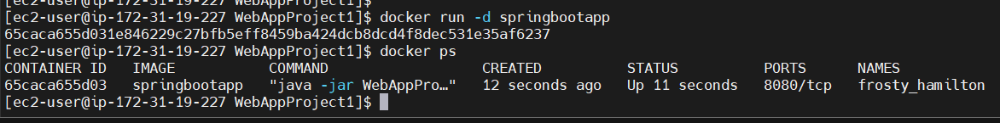 [ec2-user@ip-172-31-19-227 WebAppProject1]$
[ec2-user@ip-172-31-19-227 WebAppProject1]$ docker run -d springbootapp
65caca655d031e846229c27bfb5eff8459ba424dcb8dcd4f8dec531e35af6237
[ec2-user@ip-172-31-19-227 WebAppProject1]$ docker ps
CONTAINER ID   IMAGE           COMMAND                  CREATED          STATUS          PORTS      NAMES
65caca655d03   springbootapp   "java -jar WebAppPro…"   12 seconds ago   Up 11 seconds   8080/tcp   frosty_hamilton
[ec2-user@ip-172-31-19-227 WebAppProject1]$